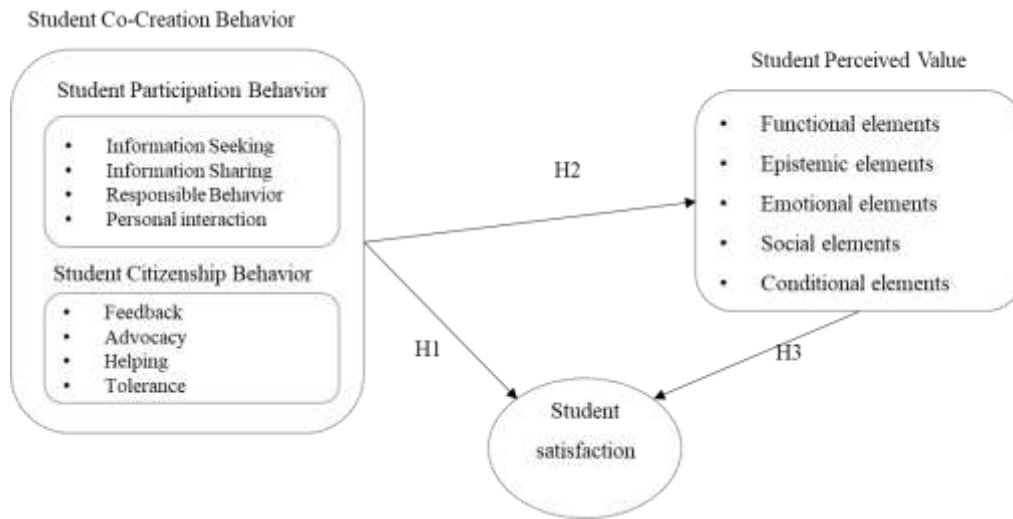 Student Co-Creation Behavior
Student Participation Behavior
• Information Seeking
• Information Sharing
• Responsible Behavior
• Personal interaction
Student Citizenship Behavior
• Feedback
• Advocacy
• Helping
• Tolerance
H2
H1
Student Perceived Value
• Functional elements
• Epistemic elements
• Emotional elements
• Social elements
• Conditional elements
H3
Student
satisfaction